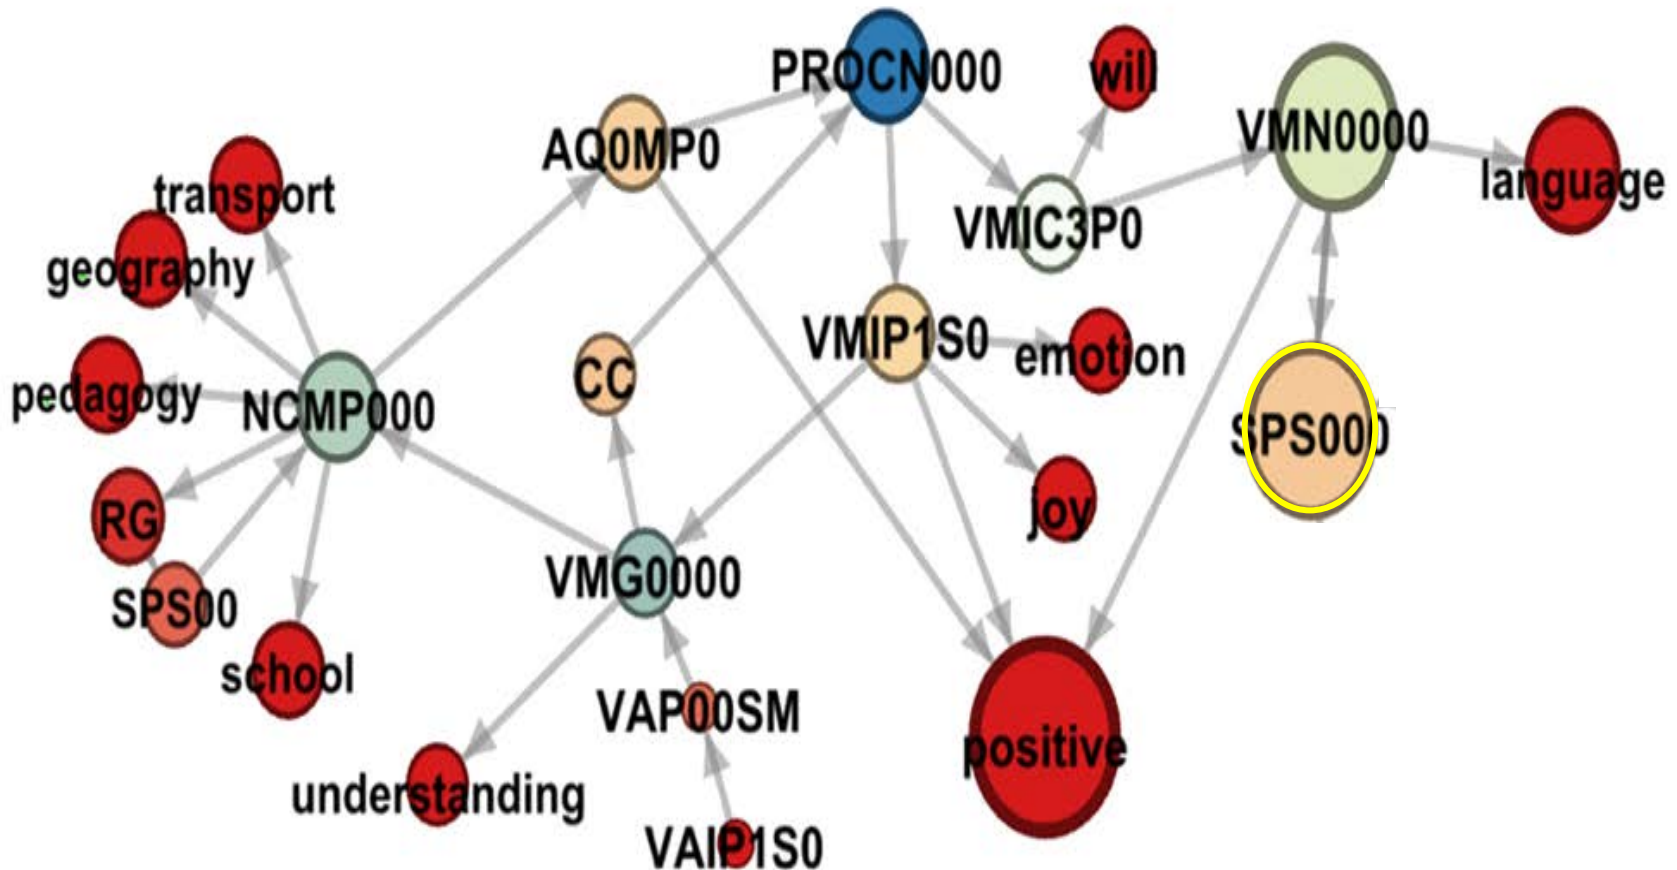 PROCN000
will
AQ0MP0
VMN0000
language
transport
geography
VMIC3P0
VMIP1S0
emotion
CC
pedagogy
NCMP000
SPS000
RG
joy
VMG0000
SPS00
school
VAP00SM
positive
understanding
VAIP1S0